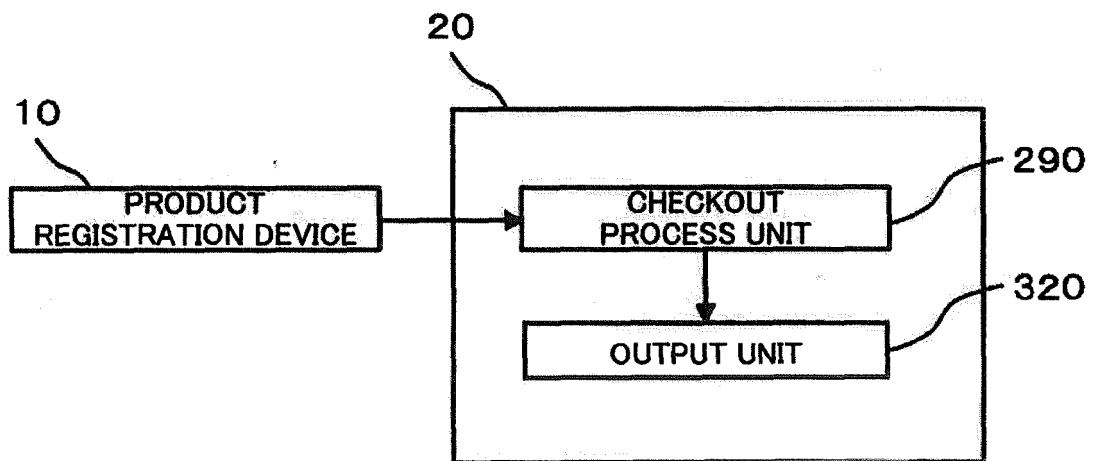 20
10
290
PRODUCT
REGISTRATION DEVICE
CHECKOUT
PROCESS UNIT
320
OUTPUT UNIT